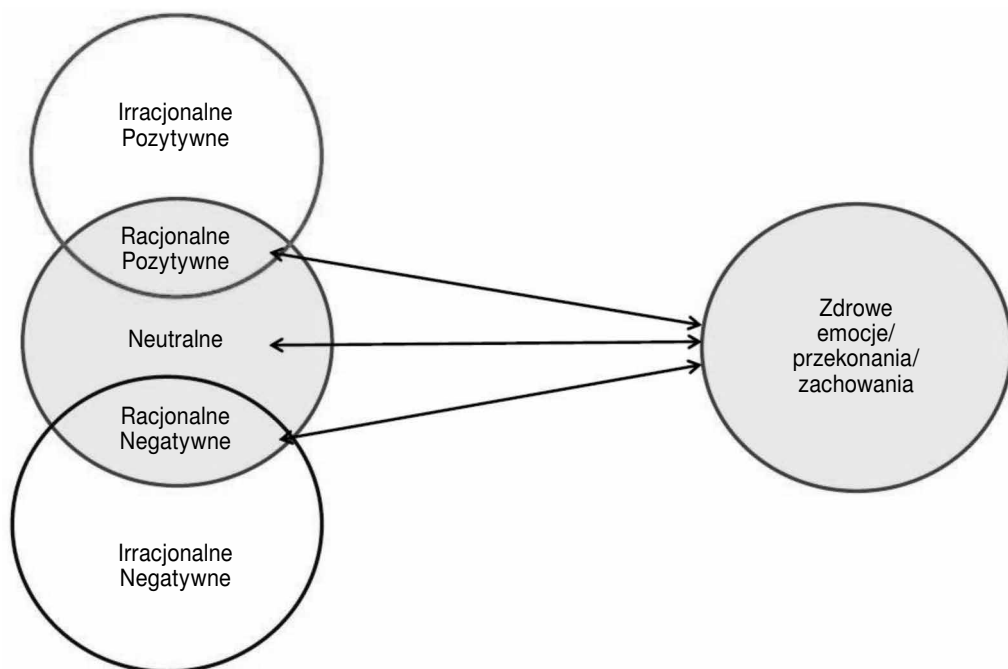 Irracjonalne
Pozytywne
Racjonalne
Pozytywne
Neutralne
Racjonalne
Negatywne
Irracjonalne
Negatywne
Zdrowe
emocje/
przekonania/
zachowania